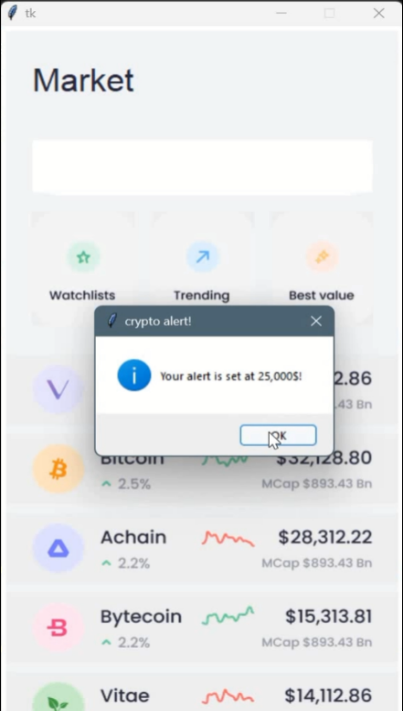 tk
Market
Watchlists
Trending
Best value
crypto alert!
Your alert is set at 25,000$!
OK
2.86
.43 Bn
Bitcoin
$32,128.80
2.5%
MCap $893.43 Bn
Achain
$28,312.22
2.2%
MCap $893.43 Bn
Bytecoin
$15,313.81
2.2%
MCap $893.43 Bn
Vitae
$14,112.86